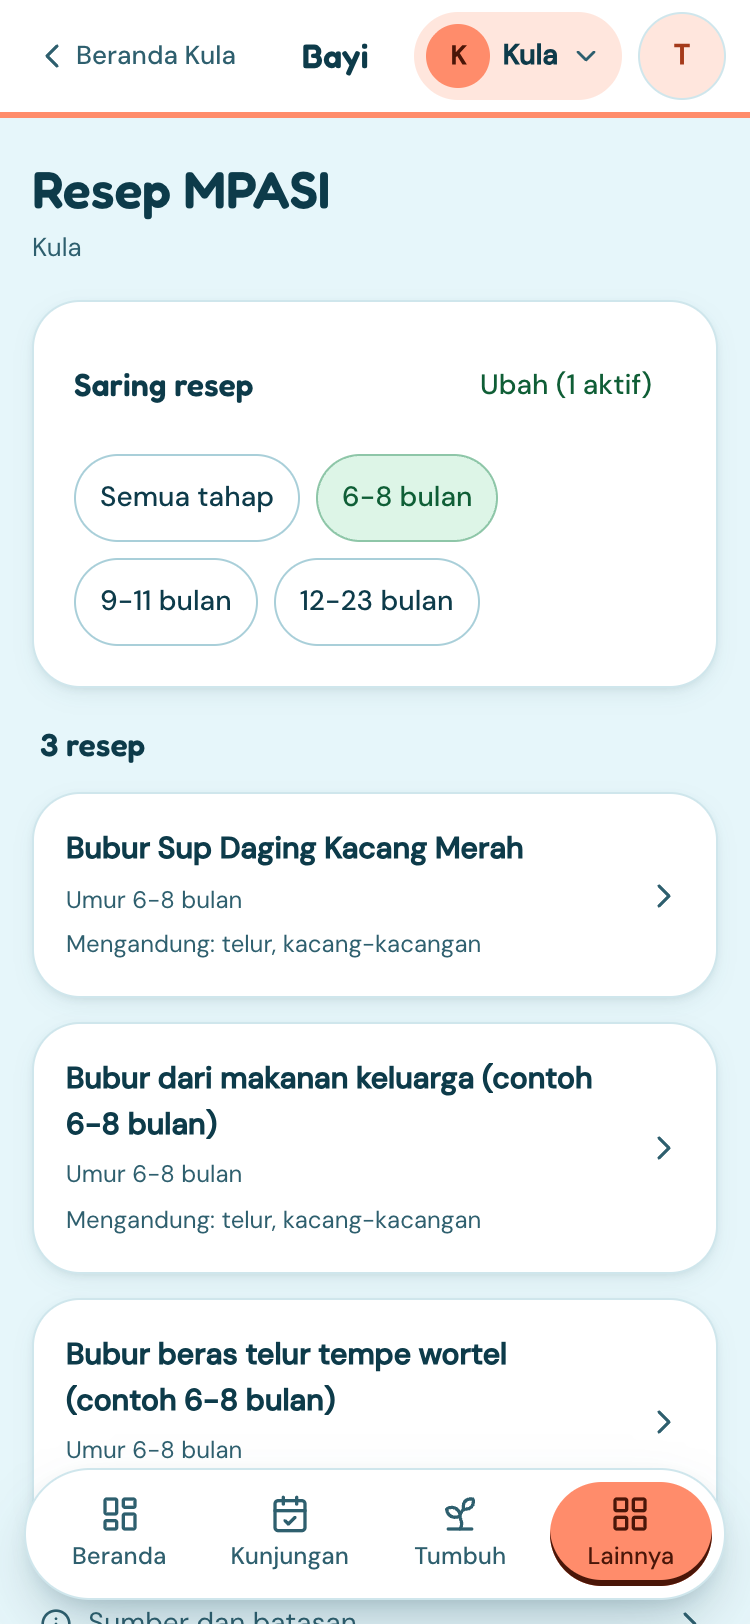 Beranda Kula
Bayi
K
Kula
T
Resep MPASI
Kula
Saring resep
Ubah (1 aktif)
Semua tahap
6-8 bulan
9-11 bulan
12-23 bulan
3 resep
Bubur Sup Daging Kacang Merah
Umur 6-8 bulan
Mengandung: telur, kacang-kacangan
Bubur dari makanan keluarga (contoh
6-8 bulan)
Umur 6-8 bulan
Mengandung: telur, kacang-kacangan
Bubur beras telur tempe wortel
(contoh 6-8 bulan)
Umur 6-8 bulan
Beranda
Kunjungan
Tumbuh
Lainnya
Sumber dan batasan